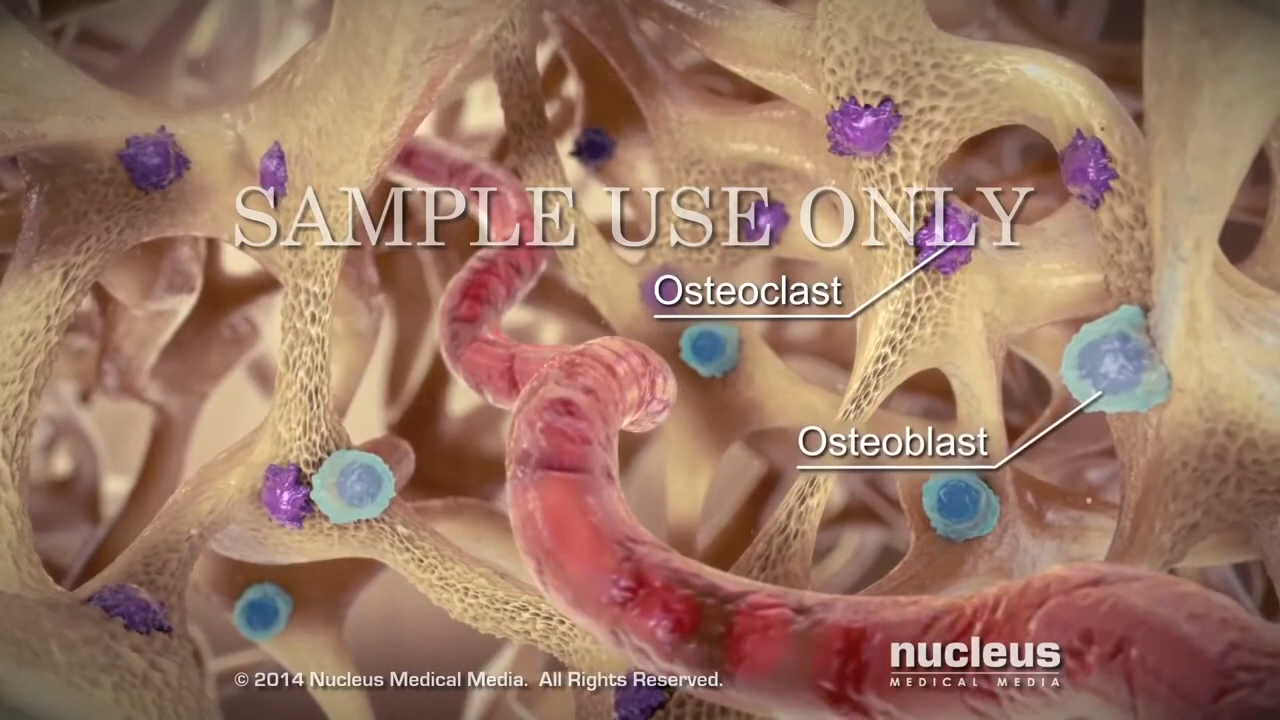 SAMPLE USE ONLY
Osteoclast
Osteoblast
nucleus
MEDICAL MEDIA
© 2014 Nucleus Medical Media. All Rights Reserved.